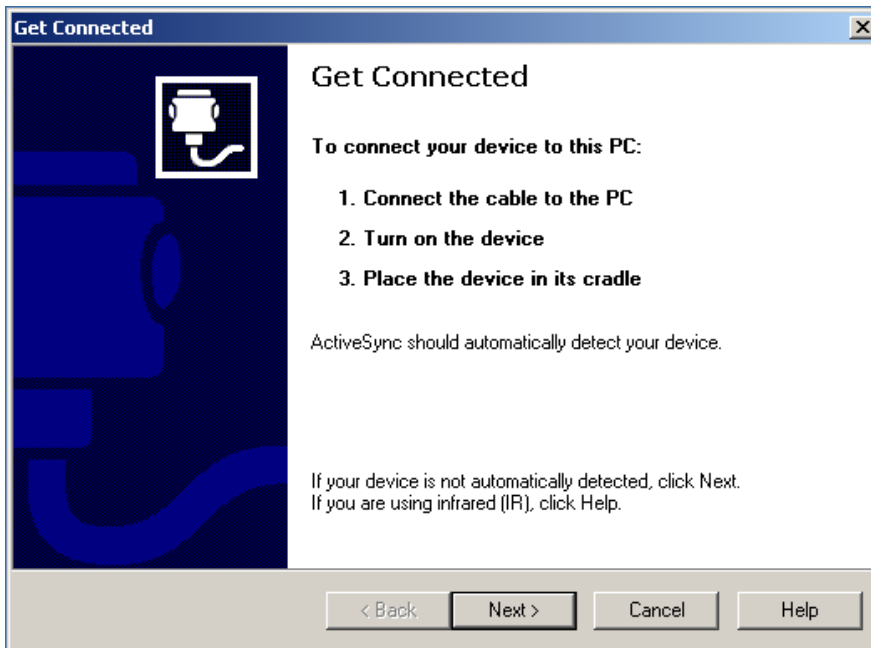 Get Connected
Get Connected
To connect your device to this PC:
1. Connect the cable to the PC
2. Turn on the device
3. Place the device in its cradle
ActiveSync should automatically detect your device.
If your device is not automatically detected, click Next.
If you are using infrared (IR), click Help.
< Back
Next >
Cancel
Help